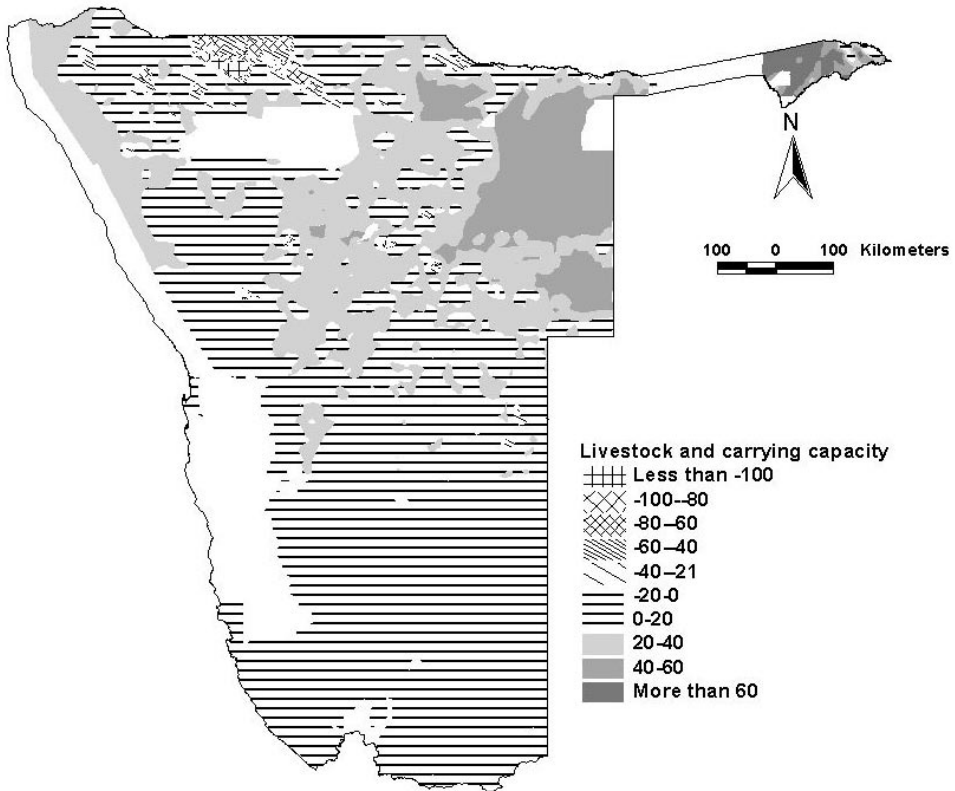 N
100 0 100 Kilometers
Livestock and carrying capacity
Less than -100
-100--80
-80–60
-60–40
-40–21
-20-0
0-20
20-40
40-60
More than 60